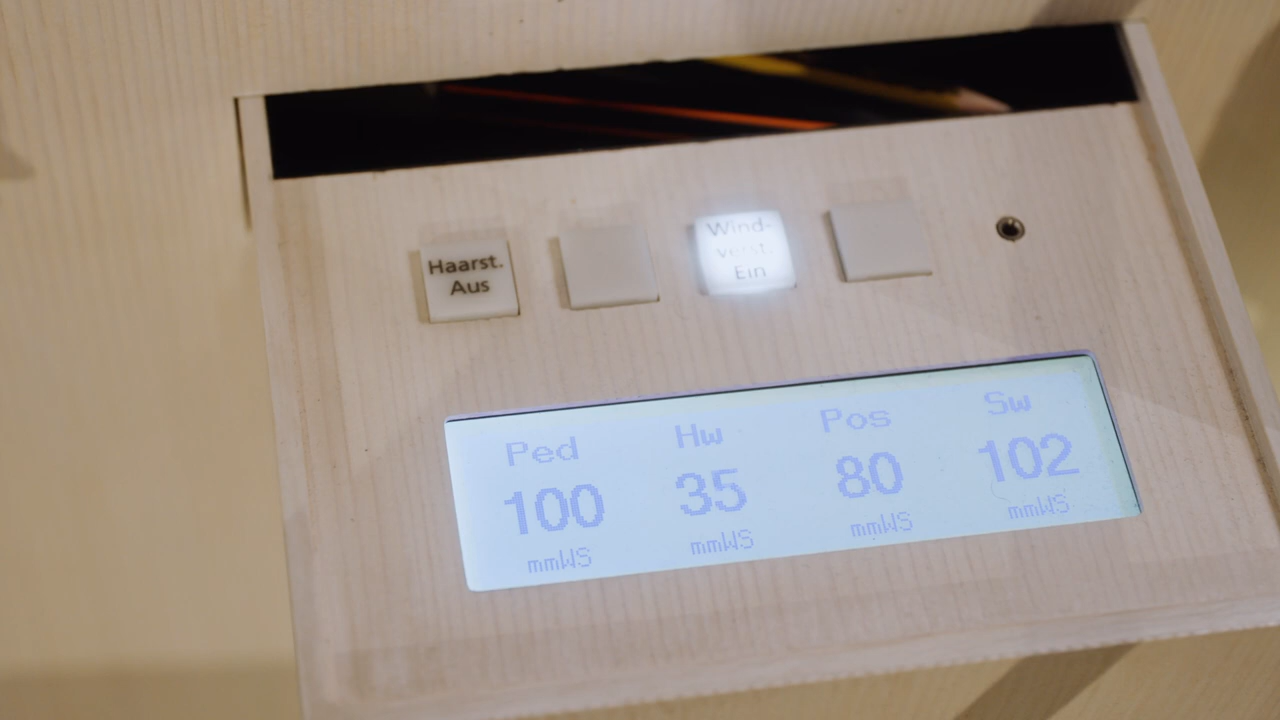 Haarst.
Aus
Wind-
verst.
Ein
Ped Hw Pos Sw
100 35 80 102
mmWS mmWS mmWS mmWS